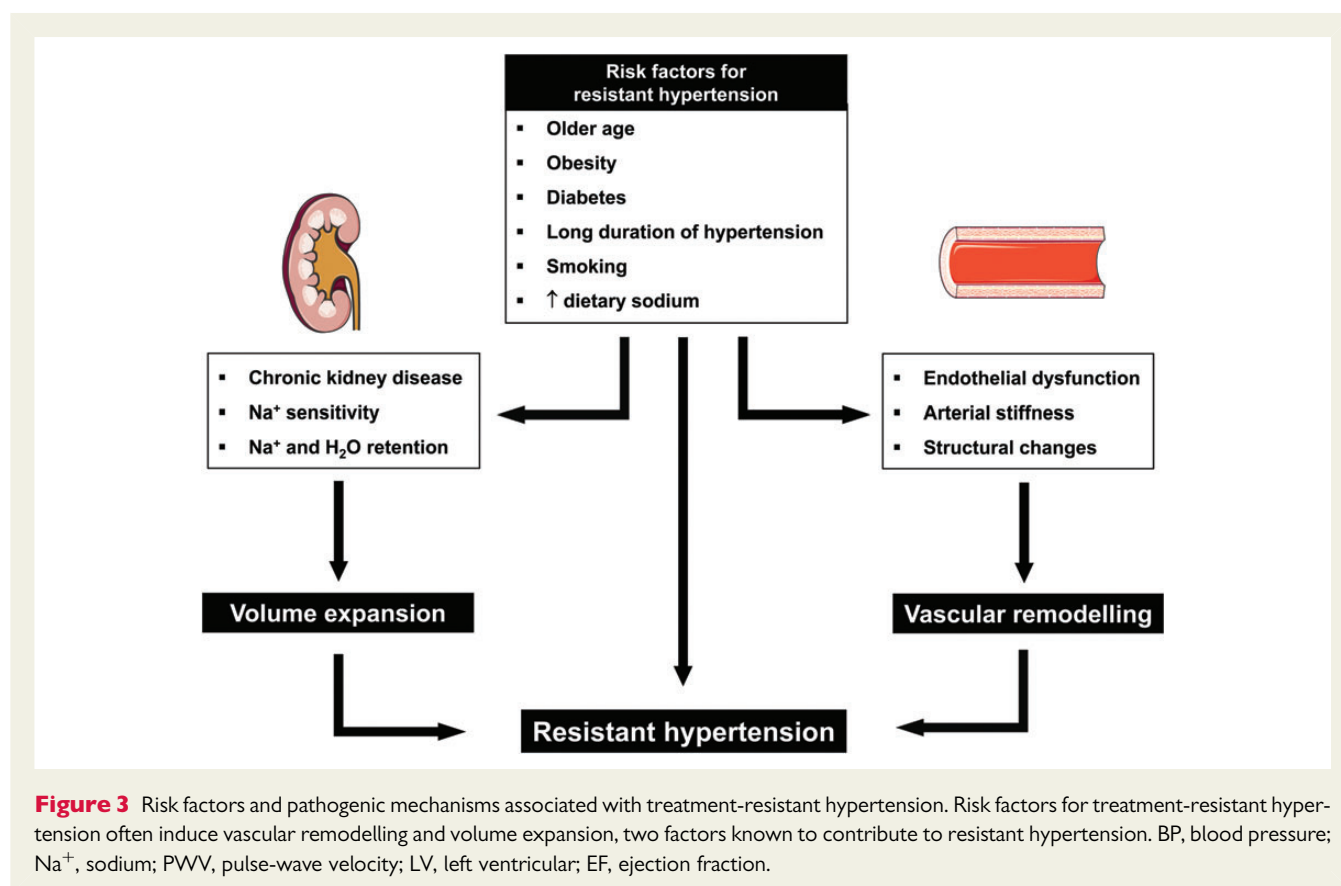 Risk factors for
resistant hypertension
▪ Older age
▪ Obesity
▪ Diabetes
▪ Long duration of hypertension
▪ Smoking
▪ ↑ dietary sodium
▪ Chronic kidney disease
▪ Na⁺ sensitivity
▪ Na⁺ and H₂O retention
▪ Endothelial dysfunction
▪ Arterial stiffness
▪ Structural changes
Volume expansion
Vascular remodelling
Resistant hypertension
Figure 3 Risk factors and pathogenic mechanisms associated with treatment-resistant hypertension. Risk factors for treatment-resistant hyper-
tension often induce vascular remodelling and volume expansion, two factors known to contribute to resistant hypertension. BP, blood pressure;
Na⁺, sodium; PWV, pulse-wave velocity; LV, left ventricular; EF, ejection fraction.